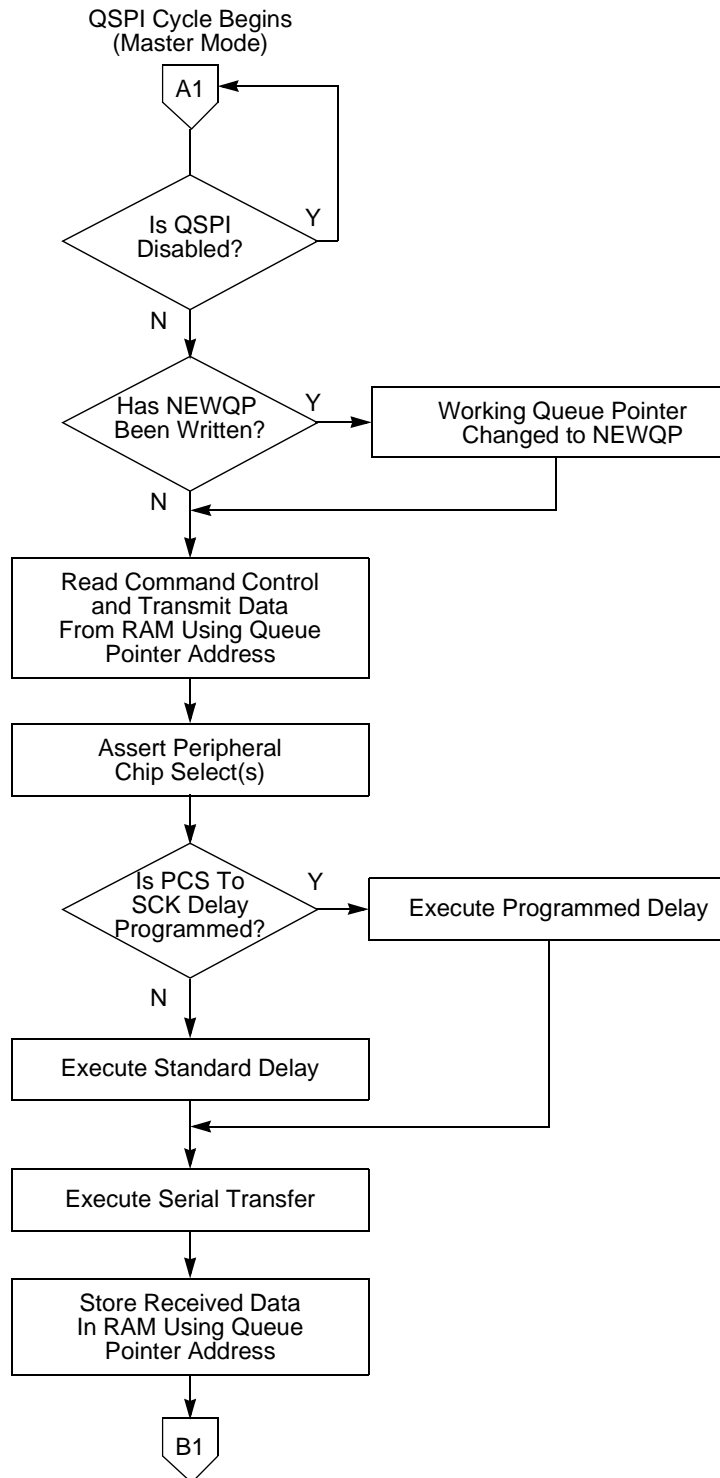 QSPI Cycle Begins
(Master Mode)
A1
Is QSPI
Disabled?
Y
N
Has NEWQP
Been Written?
Y
Working Queue Pointer
Changed to NEWQP
N
Read Command Control
and Transmit Data
From RAM Using Queue
Pointer Address
Assert Peripheral
Chip Select(s)
Is PCS To
SCK Delay
Programmed?
Y
Execute Programmed Delay
N
Execute Standard Delay
Execute Serial Transfer
Store Received Data
In RAM Using Queue
Pointer Address
B1